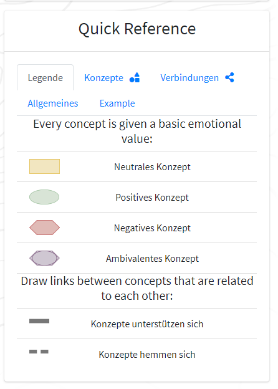 Quick Reference
Legende
Konzepte
Verbindungen
Allgemeines
Example
Every concept is given a basic emotional
value:
Neutrales Konzept
Positives Konzept
Negatives Konzept
Ambivalentes Konzept
Draw links between concepts that are related
to each other:
Konzepte unterstützen sich
Konzepte hemmen sich